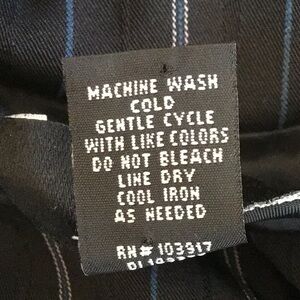 MACHINE WASH
COLD
GENTLE CYCLE
WITH LIKE COLORS
DO NOT BLEACH
LINE DRY
COOL IRON
AS NEEDED
RN# 103917